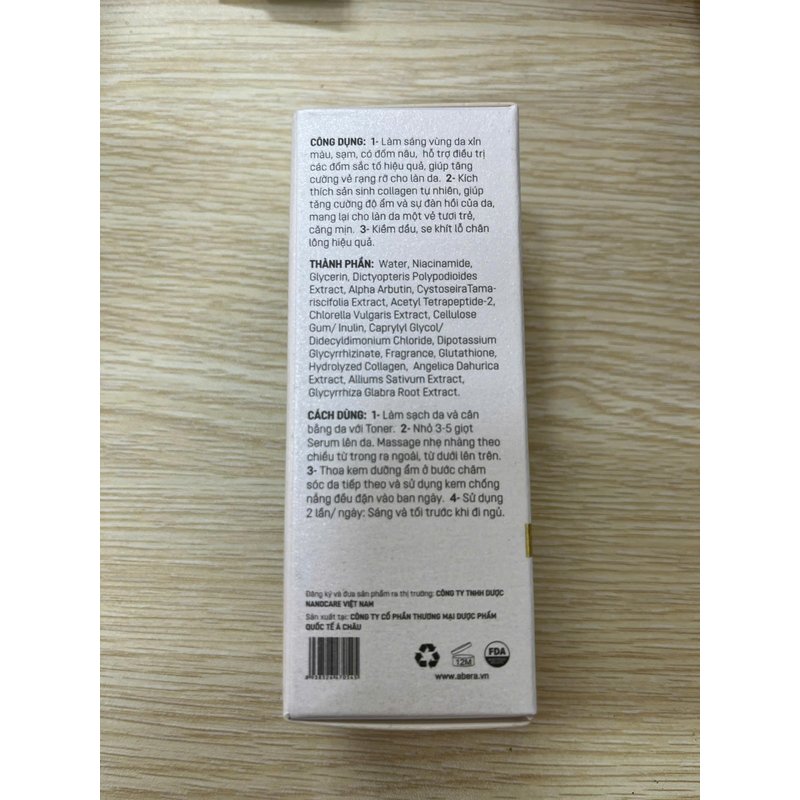 CÔNG DỤNG: 1- Làm sáng vùng da xỉn
màu, sạm, có đốm nâu, hỗ trợ điều trị
các đốm sắc tố hiệu quả, giúp tăng
cường vẻ rạng rỡ cho làn da. 2- Kích
thích sản sinh collagen tự nhiên, giúp
tăng cường độ ẩm và sự đàn hồi của da,
mang lại cho làn da một vẻ tươi trẻ,
căng mịn. 3- Kiềm dầu, se khít lỗ chân
lông hiệu quả.
THÀNH PHẦN: Water, Niacinamide,
Glycerin, Dictyopteris Polypodioides
Extract, Alpha Arbutin, CystoseiraTama-
riscifolia Extract, Acetyl Tetrapeptide-2,
Chlorella Vulgaris Extract, Cellulose
Gum/ Inulin, Caprylyl Glycol/
Didecyldimonium Chloride, Dipotassium
Glycyrrhizinate, Fragrance, Glutathione,
Hydrolyzed Collagen, Angelica Dahurica
Extract, Alliums Sativum Extract,
Glycyrrhiza Glabra Root Extract.
CÁCH DÙNG: 1- Làm sạch da và cân
bằng da với Toner. 2- Nhỏ 3-5 giọt
Serum lên da. Massage nhẹ nhàng theo
chiều từ trong ra ngoài, từ dưới lên trên.
3- Thoa kem dưỡng ẩm ở bước chăm
sóc da tiếp theo và sử dụng kem chống
nắng đều đặn vào ban ngày. 4- Sử dụng
2 lần/ ngày: Sáng và tối trước khi đi ngủ.
Đăng ký và đưa sản phẩm ra thị trường: CÔNG TY TNHH DƯỢC
NANOCARE VIỆT NAM
Sản xuất tại: CÔNG TY CỔ PHẦN THƯƠNG MẠI DƯỢC PHẨM
QUỐC TẾ Á CHÂU
12M
FDA
www.abera.vn